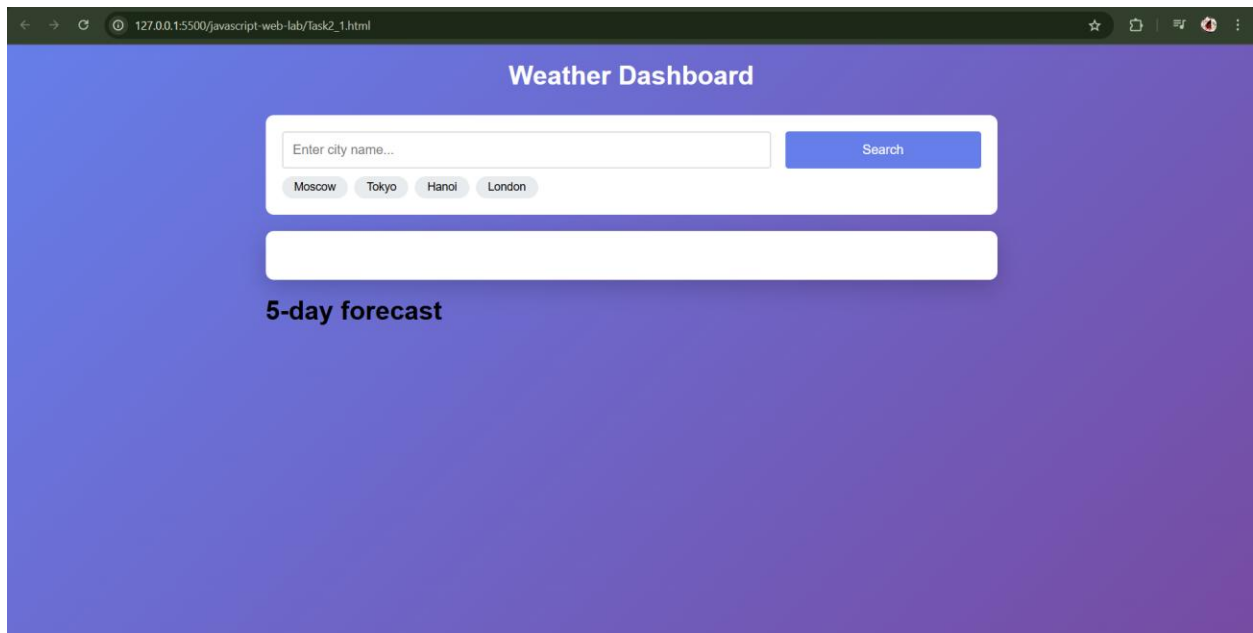 127.0.0.1:5500/javascript-web-lab/Task2_1.html
Weather Dashboard
Enter city name...
Search
Moscow Tokyo Hanoi London
5-day forecast